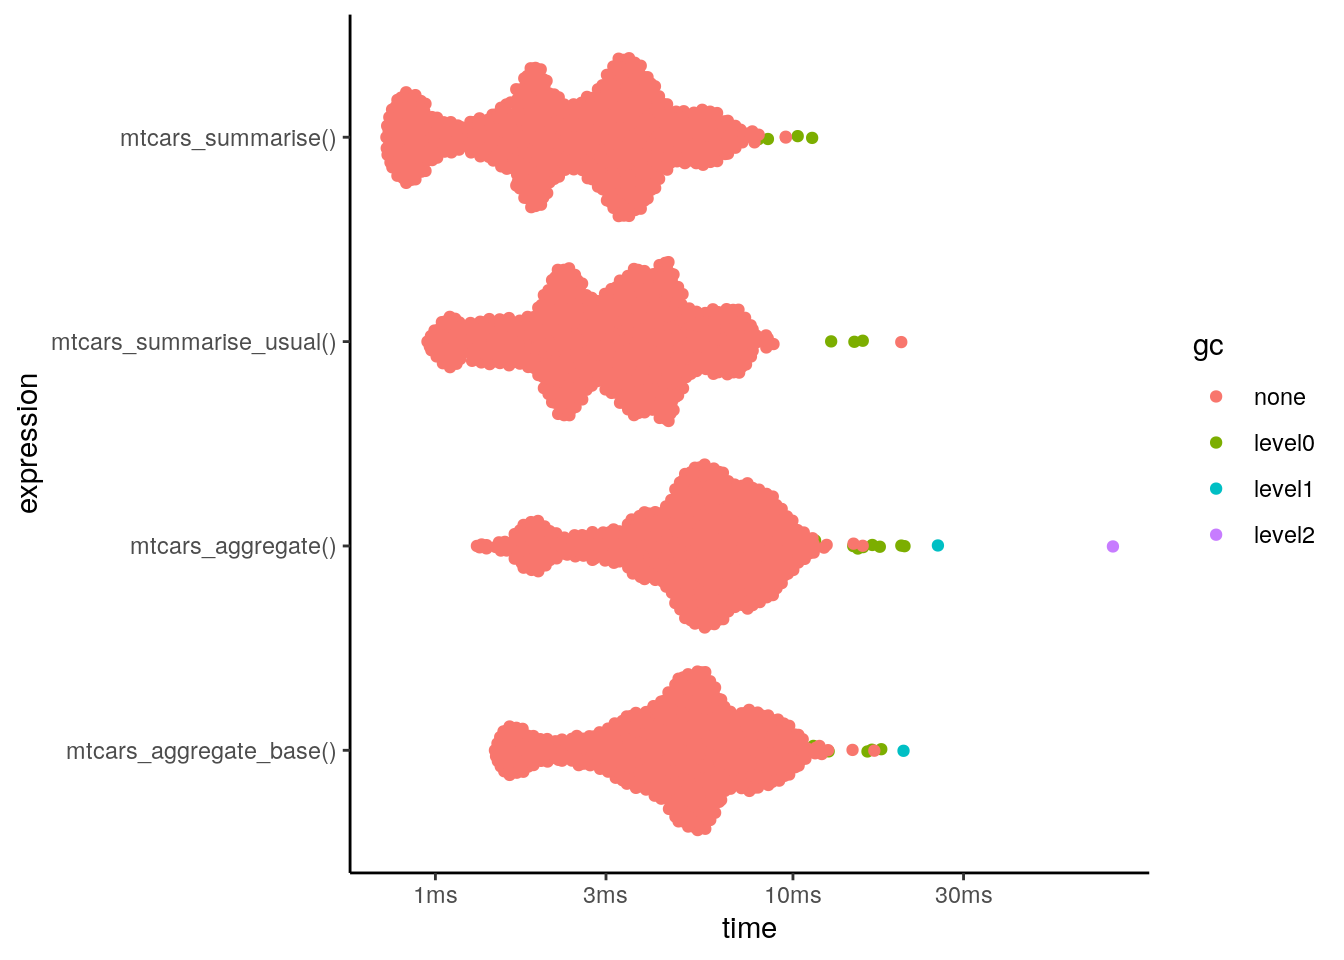 mtcars_summarise()
mtcars_summarise_usual()
mtcars_aggregate()
mtcars_aggregate_base()
expression
1ms
3ms
10ms
30ms
time
gc
none
level0
level1
level2